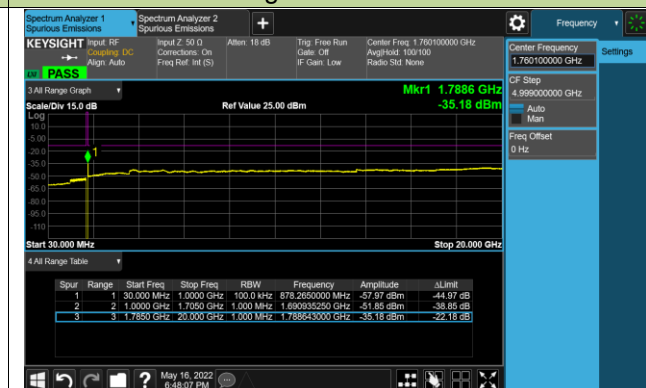 Spectrum Analyzer 1
Spurious Emissions
Spectrum Analyzer 2
Spurious Emissions
+
Frequency
KEYSIGHT
Input: RF
Coupling: DC
Align: Auto
Input Z: 50 Ω
Corrections: On
Freq Ref: Int (S)
Atten: 18 dB
Trig: Free Run
Gate: Off
IF Gain: Low
Center Freq: 1.760100000 GHz
Avg|Hold: 100/100
Radio Std: None
PASS
Center Frequency
1.760100000 GHz
Settings
CF Step
4.999000000 GHz
Auto
Man
Freq Offset
0 Hz
3 All Range Graph
Mkr1 1.7886 GHz
Scale/Div 15.0 dB
Ref Value 25.00 dBm
-35.18 dBm
Log
10.0
-5.00
-20.0
-35.0
-50.0
-65.0
-80.0
-95.0
-110
1
Start 30.000 MHz
Stop 20.000 GHz
4 All Range Table
Spur Range Start Freq Stop Freq RBW Frequency Amplitude ΔLimit
1 1 30.000 MHz 1.0000 GHz 100.0 kHz 878.2650000 MHz -57.97 dBm -44.97 dB
2 2 1.0000 GHz 1.7050 GHz 1.000 MHz 1.690935250 GHz -51.85 dBm -38.85 dB
3 3 1.7850 GHz 20.000 GHz 1.000 MHz 1.788643000 GHz -35.18 dBm -22.18 dB
?
May 16, 2022
6:48:07 PM